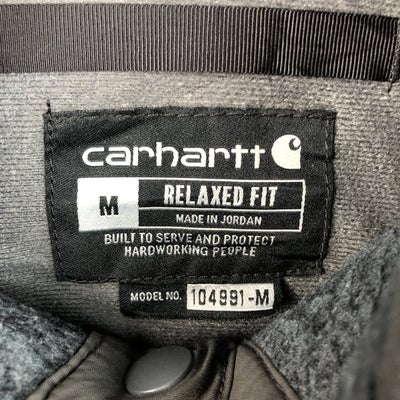 carhartt
M RELAXED FIT
MADE IN JORDAN
BUILT TO SERVE AND PROTECT
HARDWORKING PEOPLE
MODEL NO. 104991-M